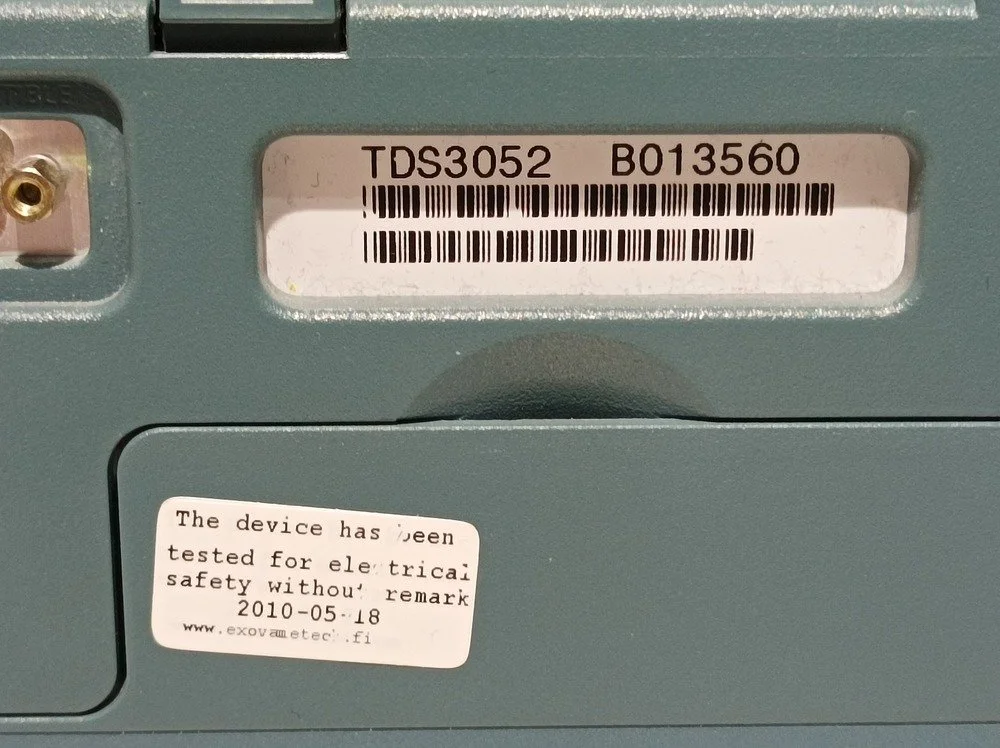 TDS3052 B013560
The device has been
tested for electrical
safety without remark
2010-05-18
www.exovametech.fi